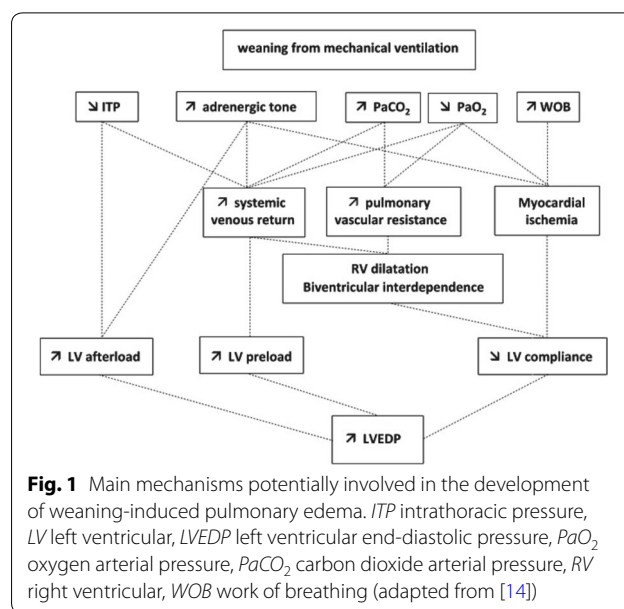 weaning from mechanical ventilation
↘ ITP
↗ adrenergic tone
↗ PaCO₂
↘ PaO₂
↗ WOB
↗ systemic
venous return
↗ pulmonary
vascular resistance
Myocardial
ischemia
RV dilatation
Biventricular interdependence
↗ LV afterload
↗ LV preload
↘ LV compliance
↗ LVEDP
Fig. 1 Main mechanisms potentially involved in the development
of weaning-induced pulmonary edema. ITP intrathoracic pressure,
LV left ventricular, LVEDP left ventricular end-diastolic pressure, PaO₂
oxygen arterial pressure, PaCO₂ carbon dioxide arterial pressure, RV
right ventricular, WOB work of breathing (adapted from [14])